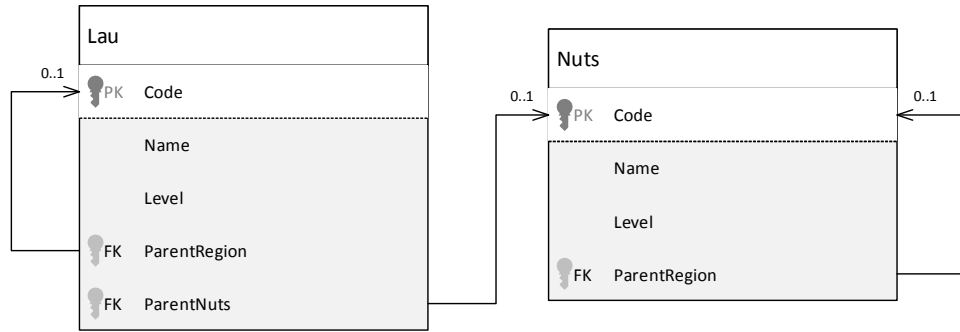 Lau
0..1
PK Code
Name
Level
FK ParentRegion
FK ParentNuts
Nuts
0..1
PK Code
0..1
Name
Level
FK ParentRegion